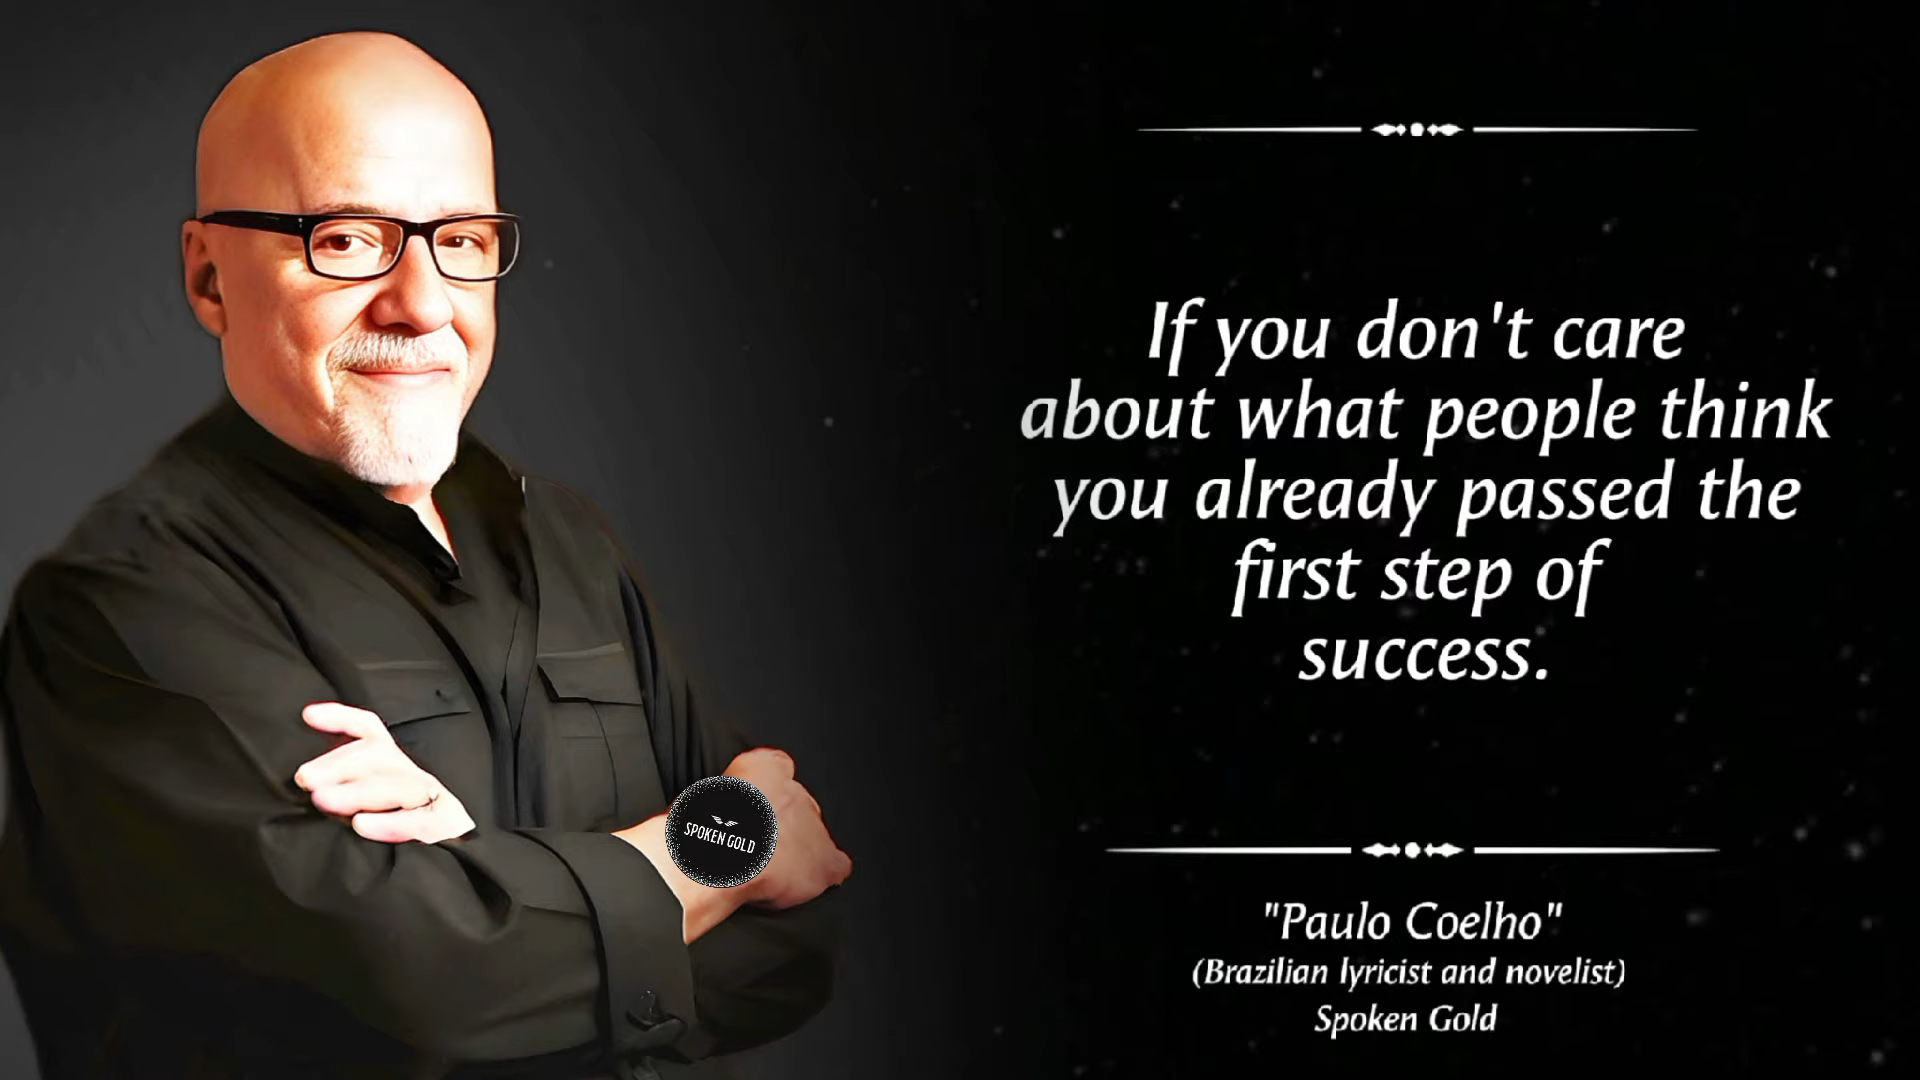 If you don't care
about what people think
you already passed the
first step of
success.
"Paulo Coelho"
(Brazilian lyricist and novelist)
Spoken Gold
SPOKEN GOLD